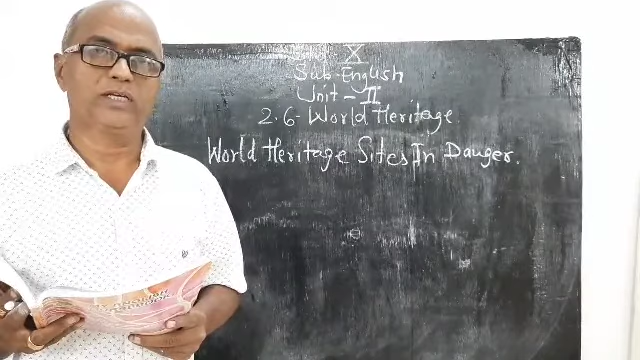 X
Sub-English
Unit - II
2.6- World Heritage
World Heritage Sites In Danger.